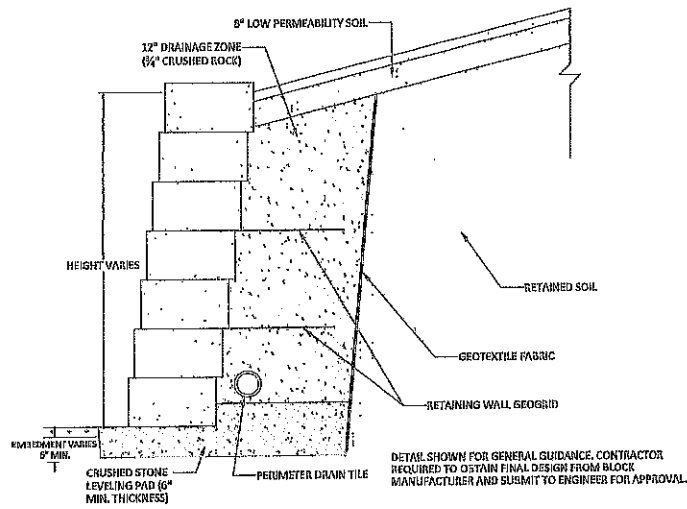 8" LOW PERMEABILITY SOIL
12" DRAINAGE ZONE
(¾" CRUSHED ROCK)
HEIGHT VARIES
RETAINED SOIL
GEOTEXTILE FABRIC
RETAINING WALL GEOGRID
EMBEDMENT VARIES
6" MIN.
CRUSHED STONE
LEVELING PAD (6"
MIN. THICKNESS)
PERIMETER DRAIN TILE
DETAIL SHOWN FOR GENERAL GUIDANCE. CONTRACTOR
REQUIRED TO OBTAIN FINAL DESIGN FROM BLOCK
MANUFACTURER AND SUBMIT TO ENGINEER FOR APPROVAL.